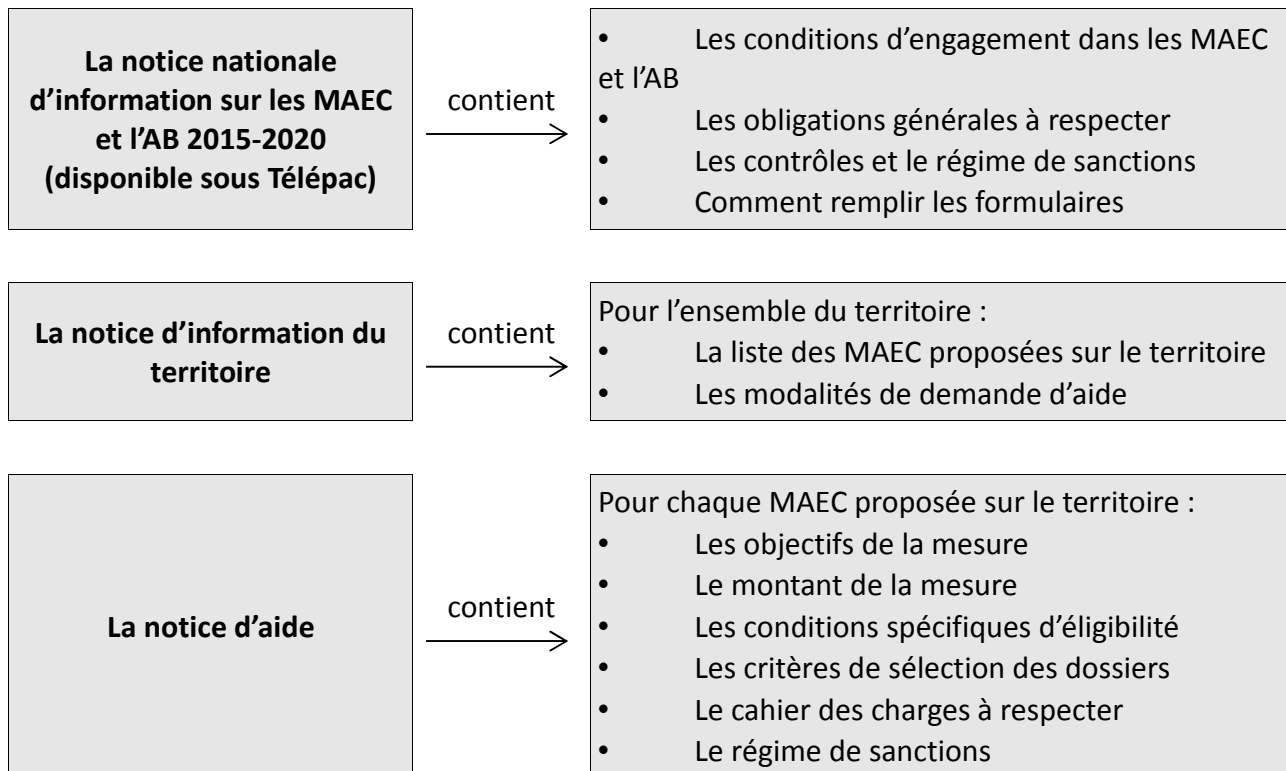 La notice nationale
d’information sur les MAEC
et l’AB 2015-2020
(disponible sous Télépac)
contient
• Les conditions d’engagement dans les MAEC
et l’AB
• Les obligations générales à respecter
• Les contrôles et le régime de sanctions
• Comment remplir les formulaires
La notice d’information du
territoire
contient
Pour l’ensemble du territoire :
• La liste des MAEC proposées sur le territoire
• Les modalités de demande d’aide
La notice d’aide
contient
Pour chaque MAEC proposée sur le territoire :
• Les objectifs de la mesure
• Le montant de la mesure
• Les conditions spécifiques d’éligibilité
• Les critères de sélection des dossiers
• Le cahier des charges à respecter
• Le régime de sanctions